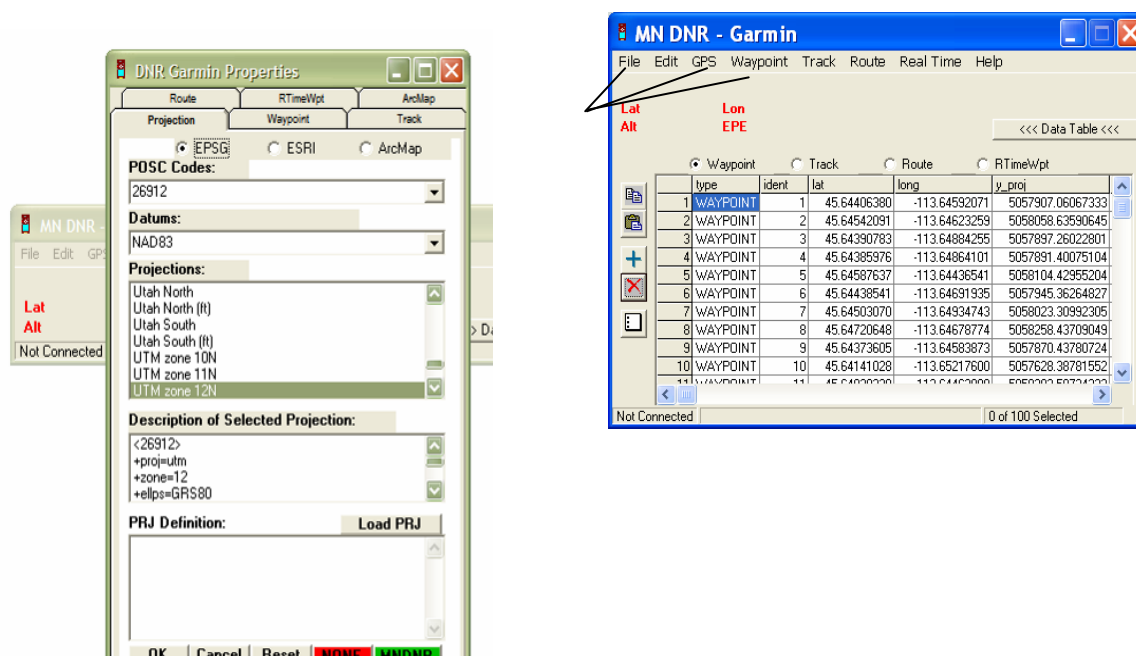 DNR Garmin Properties
Route RTimeWpt ArcMap
Projection Waypoint Track
EPSG ESRI ArcMap
POSC Codes:
26912
Datums:
NAD83
Projections:
Utah North
Utah North (ft)
Utah South
Utah South (ft)
UTM zone 10N
UTM zone 11N
UTM zone 12N
Description of Selected Projection:
<26912>
+proj=utm
+zone=12
+ellps=GRS80
PRJ Definition: Load PRJ
OK Cancel Reset NONE MNDNR
MN DNR -
File Edit GPS
Lat
Alt
Not Connected
MN DNR - Garmin
File Edit GPS Waypoint Track Route Real Time Help
Lat Lon
Alt EPE
<<< Data Table <<<
Waypoint Track Route RTimeWpt
type ident lat long y_proj
1 WAYPOINT 1 45.64406380 -113.64592071 5057907.06067333
2 WAYPOINT 2 45.64542091 -113.64623259 5058058.63590645
3 WAYPOINT 3 45.64390783 -113.64884255 5057897.26022801
4 WAYPOINT 4 45.64385976 -113.64864101 5057891.40075104
5 WAYPOINT 5 45.64587637 -113.64436541 5058104.42955204
6 WAYPOINT 6 45.64438541 -113.64691935 5057945.36264827
7 WAYPOINT 7 45.64503070 -113.64934743 5058023.30992305
8 WAYPOINT 8 45.64720648 -113.64678774 5058258.43709049
9 WAYPOINT 9 45.64373605 -113.64583873 5057870.43780724
10 WAYPOINT 10 45.64141028 -113.65217600 5057628.38781552
11 WAYPOINT 11
Not Connected 0 of 100 Selected